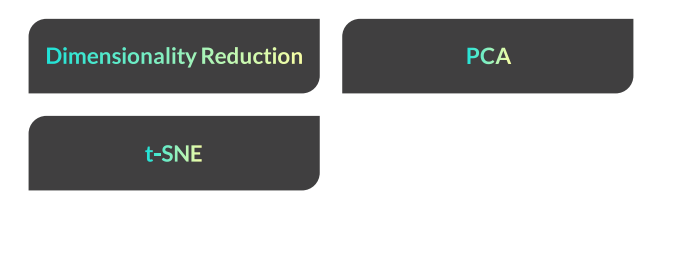 Dimensionality Reduction
PCA
t-SNE